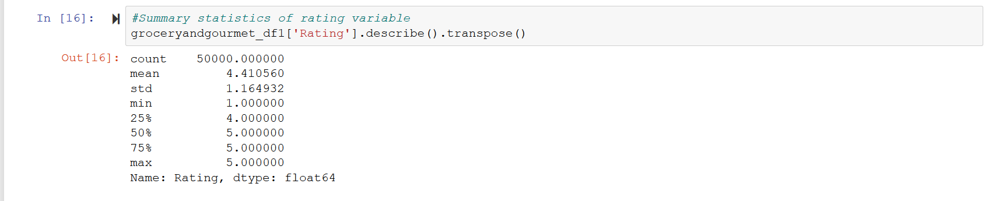 In [16]: #Summary statistics of rating variable
groceryandgourmet_df1['Rating'].describe().transpose()
Out[16]: count 50000.000000
mean 4.410560
std 1.164932
min 1.000000
25% 4.000000
50% 5.000000
75% 5.000000
max 5.000000
Name: Rating, dtype: float64